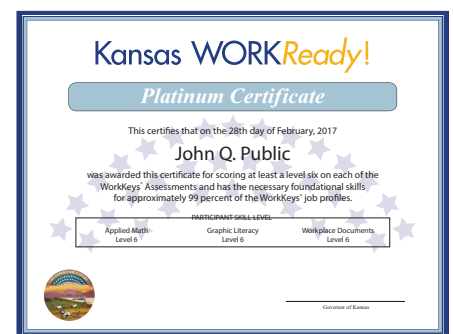 Kansas WORKReady!
Platinum Certificate
This certifies that on the 28th day of February, 2017
John Q. Public
was awarded this certificate for scoring at least a level six on each of the
WorkKeys® Assessments and has the necessary foundational skills
for approximately 99 percent of the WorkKeys® job profiles.
PARTICIPANT SKILL LEVEL
Applied Math Graphic Literacy Workplace Documents
Level 6 Level 6 Level 6
Governor of Kansas